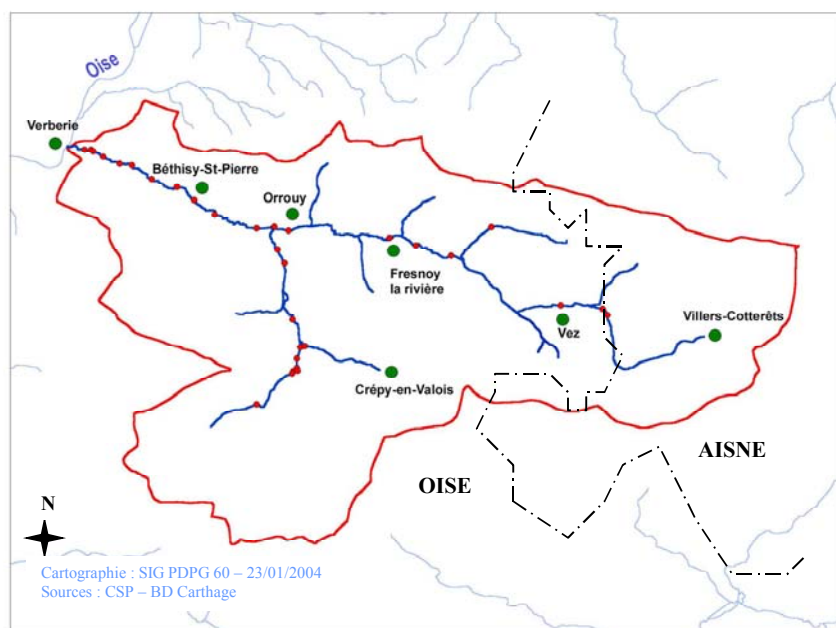 Oise
Verberie
Béthisy-St-Pierre
Orrouy
Fresnoy
la rivière
Vez
Villers-Cotterêts
Crépy-en-Valois
AISNE
OISE
N
Cartographie : SIG PDPG 60 – 23/01/2004
Sources : CSP – BD Carthage